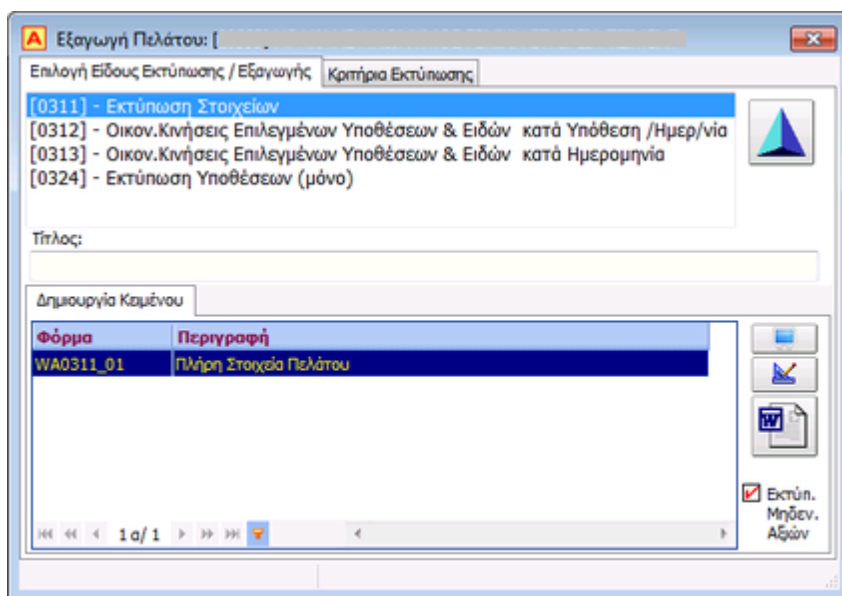 A Εξαγωγή Πελάτου: [
Επιλογή Είδους Εκτύπωσης / Εξαγωγής Κριτήρια Εκτύπωσης
[0311] - Εκτύπωση Στοιχείων
[0312] - Οικον.Κινήσεις Επιλεγμένων Υποθέσεων & Ειδών κατά Υπόθεση /Ημερ/νία
[0313] - Οικον.Κινήσεις Επιλεγμένων Υποθέσεων & Ειδών κατά Ημερομηνία
[0324] - Εκτύπωση Υποθέσεων (μόνο)
Τίτλος:
Δημιουργία Κειμένου
Φόρμα Περιγραφή
WA0311_01 Πλήρη Στοιχεία Πελάτου
W
Εκτύπ.
Μηδεν.
Αξιών
1 α/ 1